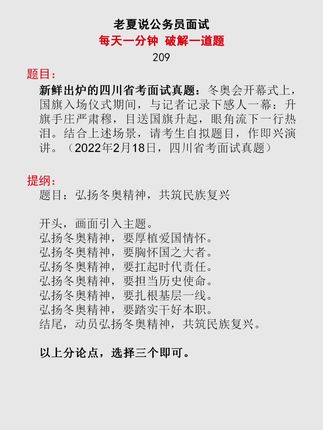 老夏说公务员面试
每天一分钟 破解一道题
209
题目：
新鲜出炉的四川省考面试真题：冬奥会开幕式上，
国旗入场仪式期间，与记者记录下感人一幕：升
旗手庄严肃穆，目送国旗升起，眼角流下一行热
泪。结合上述场景，请考生自拟题目，作即兴演
讲。（2022年2月18日，四川省考面试真题）
提纲：
题目：弘扬冬奥精神，共筑民族复兴
开头，画面引入主题。
弘扬冬奥精神，要厚植爱国情怀。
弘扬冬奥精神，要胸怀国之大者。
弘扬冬奥精神，要扛起时代责任。
弘扬冬奥精神，要担当历史使命。
弘扬冬奥精神，要扎根基层一线。
弘扬冬奥精神，要踏实干好本职。
结尾，动员弘扬冬奥精神，共筑民族复兴。
以上分论点，选择三个即可。